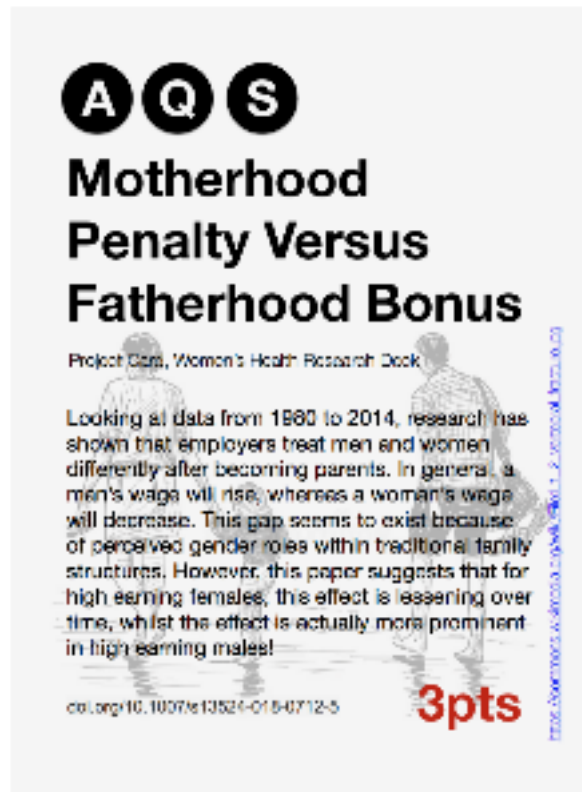 A Q S
Motherhood
Penalty Versus
Fatherhood Bonus
Project Card, Women's Health Research Deck
Looking at data from 1980 to 2014, research has
shown that employers treat men and women
differently after becoming parents. In general, a
man's wage will rise, whereas a woman's wage
will decrease. This gap seems to exist because
of perceived gender roles within traditional family
structures. However, this paper suggests that for
high earning females, this effect is lessening over
time, whilst the effect is actually more prominent
in high earning males!
doi.org/10.1007/s13524-018-0712-5
3pts